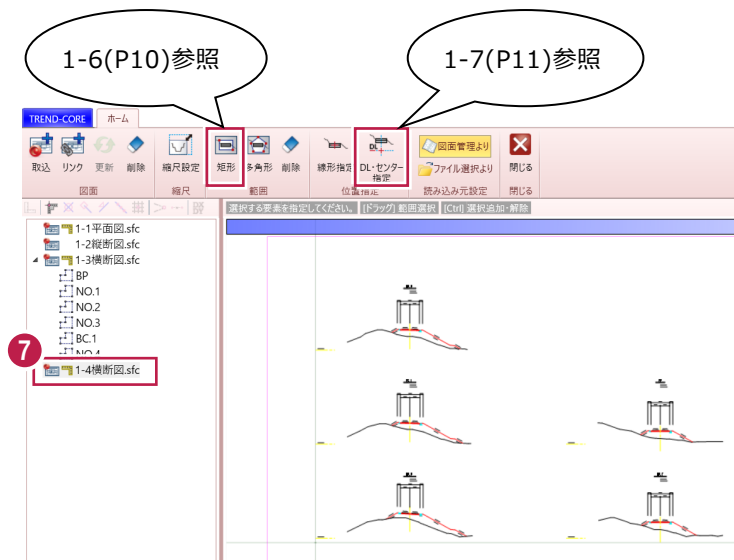 1-6(P10)参照
1-7(P11)参照
TREND-CORE ホーム
取込 リンク 更新 削除 縮尺設定 矩形 多角形 削除 線形指定 DL・センター指定 図面管理より ファイル選択より 閉じる
図面 縮尺 範囲 位置指定 読み込み元設定 閉じる
選択する要素を指定してください。 [ドラッグ] 範囲選択 [Ctrl] 選択追加・解除
1-1平面図.sfc
1-2縦断図.sfc
1-3横断図.sfc
BP
NO.1
NO.2
NO.3
BC.1
NO.4
7
1-4横断図.sfc